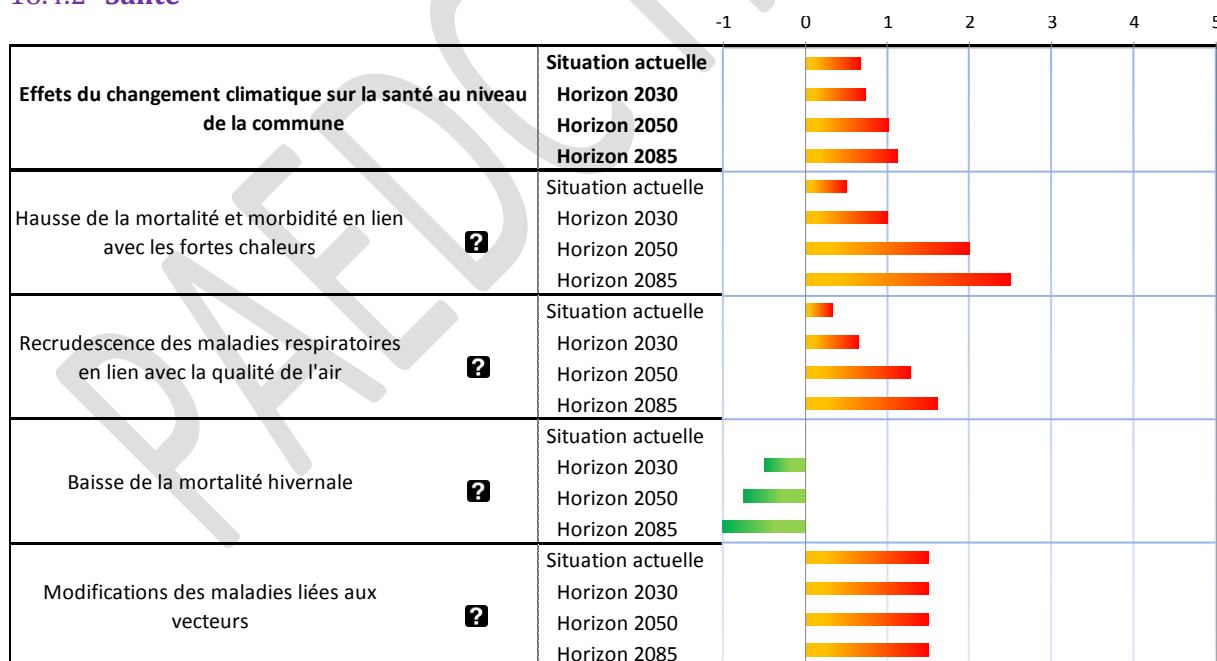 18.4.2 Santé
-1 0 1 2 3 4 5
Effets du changement climatique sur la santé au niveau
de la commune
Situation actuelle
Horizon 2030
Horizon 2050
Horizon 2085
Hausse de la mortalité et morbidité en lien
avec les fortes chaleurs
?
Situation actuelle
Horizon 2030
Horizon 2050
Horizon 2085
Recrudescence des maladies respiratoires
en lien avec la qualité de l'air
?
Situation actuelle
Horizon 2030
Horizon 2050
Horizon 2085
Baisse de la mortalité hivernale
?
Situation actuelle
Horizon 2030
Horizon 2050
Horizon 2085
Modifications des maladies liées aux
vecteurs
?
Situation actuelle
Horizon 2030
Horizon 2050
Horizon 2085
PAEDC